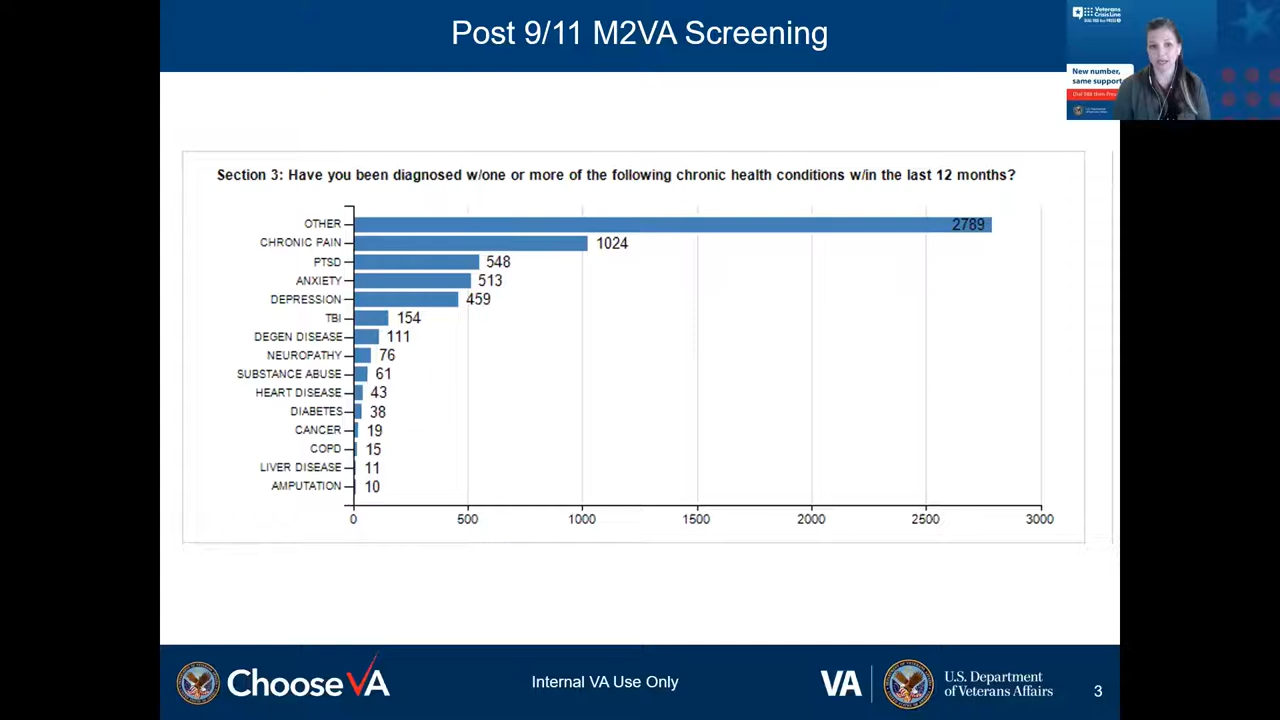 Post 9/11 M2VA Screening
Veterans
Crisis Line
New number,
same support
U.S. Department
Section 3: Have you been diagnosed w/one or more of the following chronic health conditions w/in the last 12 months?
OTHER 2789
CHRONIC PAIN 1024
PTSD 548
ANXIETY 513
DEPRESSION 459
TBI 154
DEGEN DISEASE 111
NEUROPATHY 76
SUBSTANCE ABUSE 61
HEART DISEASE 43
DIABETES 38
CANCER 19
COPD 15
LIVER DISEASE 11
AMPUTATION 10
0 500 1000 1500 2000 2500 3000
Choose VA
Internal VA Use Only
VA
U.S. Department
of Veterans Affairs
3